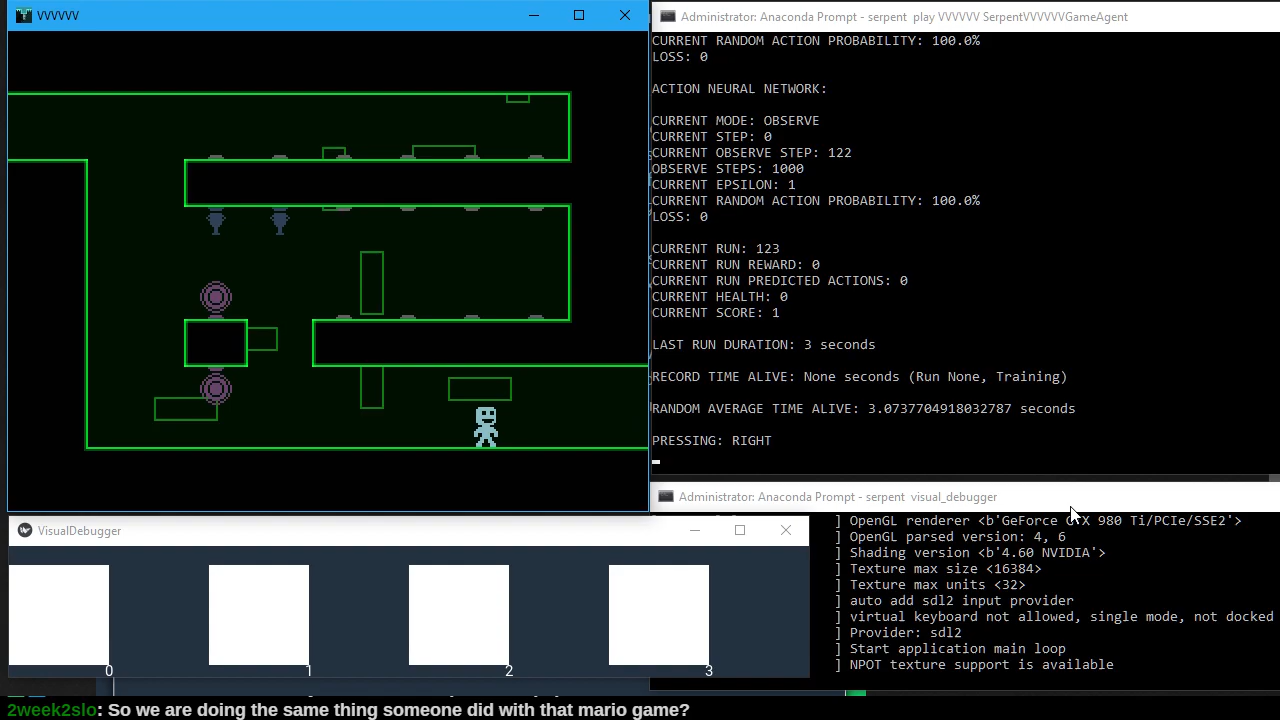 VVVVVV
Administrator: Anaconda Prompt - serpent play VVVVVV SerpentVVVVVVGameAgent
CURRENT RANDOM ACTION PROBABILITY: 100.0%
LOSS: 0
ACTION NEURAL NETWORK:
CURRENT MODE: OBSERVE
CURRENT STEP: 0
CURRENT OBSERVE STEP: 122
OBSERVE STEPS: 1000
CURRENT EPSILON: 1
CURRENT RANDOM ACTION PROBABILITY: 100.0%
LOSS: 0
CURRENT RUN: 123
CURRENT RUN REWARD: 0
CURRENT RUN PREDICTED ACTIONS: 0
CURRENT HEALTH: 0
CURRENT SCORE: 1
LAST RUN DURATION: 3 seconds
RECORD TIME ALIVE: None seconds (Run None, Training)
RANDOM AVERAGE TIME ALIVE: 3.0737704918032787 seconds
PRESSING: RIGHT
Administrator: Anaconda Prompt - serpent visual_debugger
] OpenGL renderer <b'GeForce GTX 980 Ti/PCIe/SSE2'>
] OpenGL parsed version: 4, 6
] Shading version <b'4.60 NVIDIA'>
] Texture max size <16384>
] Texture max units <32>
] auto add sdl2 input provider
] virtual keyboard not allowed, single mode, not docked
] Provider: sdl2
] Start application main loop
] NPOT texture support is available
VisualDebugger
0 1 2 3
2week2slo: So we are doing the same thing someone did with that mario game?